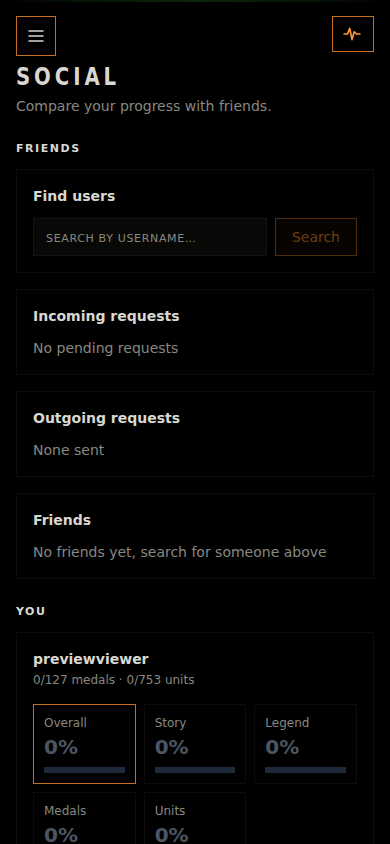 SOCIAL
Compare your progress with friends.
FRIENDS
Find users
SEARCH BY USERNAME...
Search
Incoming requests
No pending requests
Outgoing requests
None sent
Friends
No friends yet, search for someone above
YOU
previewviewer
0/127 medals · 0/753 units
Overall Story Legend
0% 0% 0%
Medals Units
0% 0%